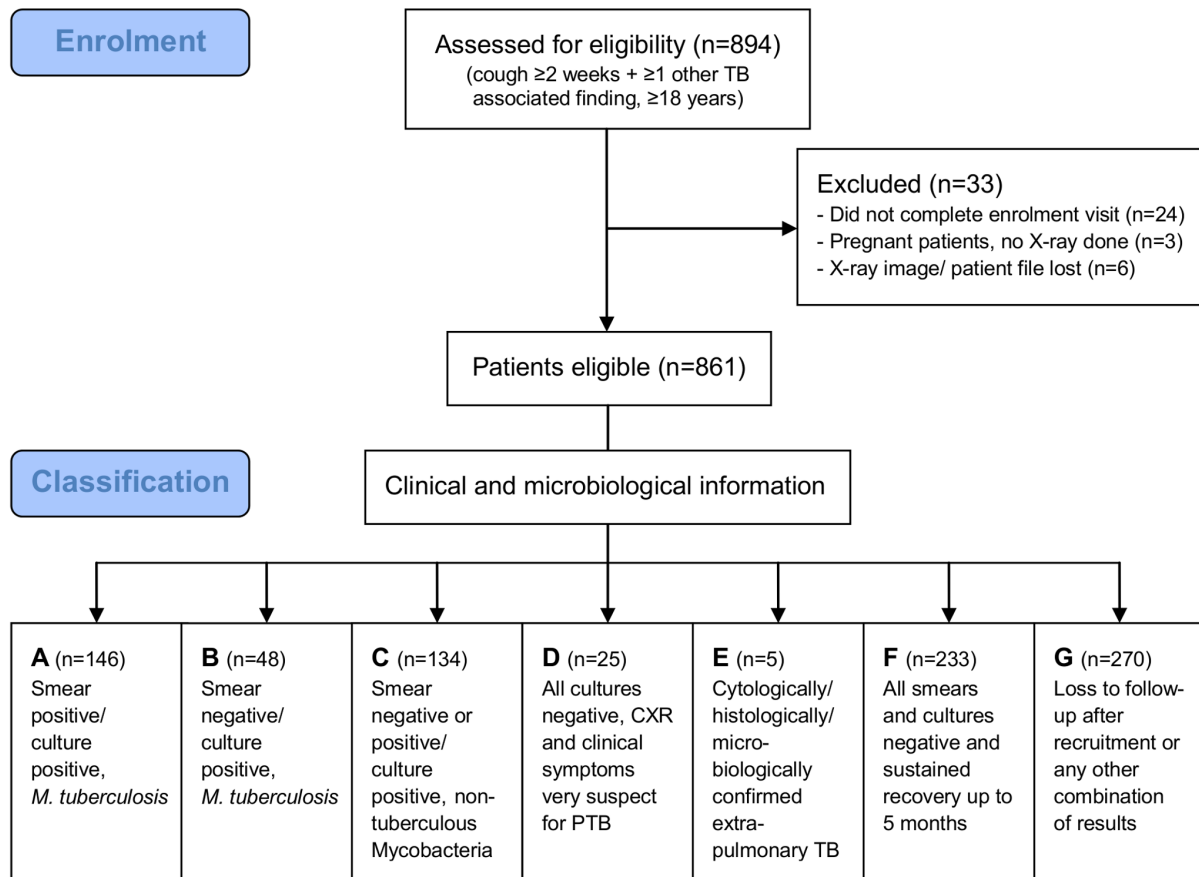 Enrolment
Assessed for eligibility (n=894)
(cough ≥2 weeks + ≥1 other TB
associated finding, ≥18 years)
Excluded (n=33)
- Did not complete enrolment visit (n=24)
- Pregnant patients, no X-ray done (n=3)
- X-ray image/ patient file lost (n=6)
Patients eligible (n=861)
Classification
Clinical and microbiological information
A (n=146)
Smear
positive/
culture
positive,
M. tuberculosis
B (n=48)
Smear
negative/
culture
positive,
M. tuberculosis
C (n=134)
Smear
negative or
positive/
culture
positive, non-
tuberculous
Mycobacteria
D (n=25)
All cultures
negative, CXR
and clinical
symptoms
very suspect
for PTB
E (n=5)
Cytologically/
histologically/
micro-
biologically
confirmed
extra-
pulmonary TB
F (n=233)
All smears
and cultures
negative and
sustained
recovery up to
5 months
G (n=270)
Loss to follow-
up after
recruitment or
any other
combination
of results